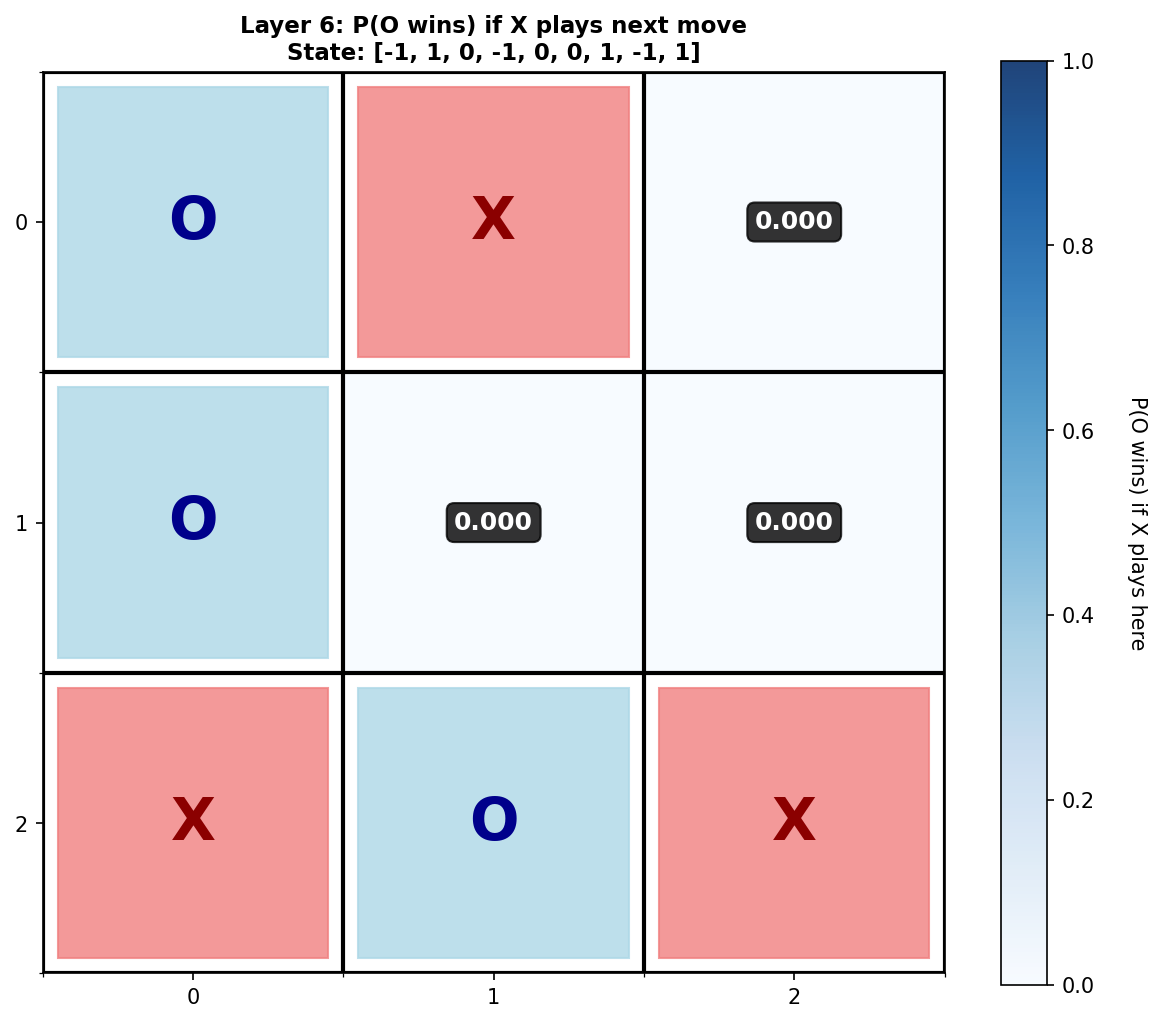 Layer 6: P(O wins) if X plays next move
State: [-1, 1, 0, -1, 0, 0, 1, -1, 1]
1.0
0.8
0.6
0.4
0.2
0.0
P(O wins) if X plays here
0
O
X
0.000
1
O
0.000
0.000
2
X
O
X
0
1
2